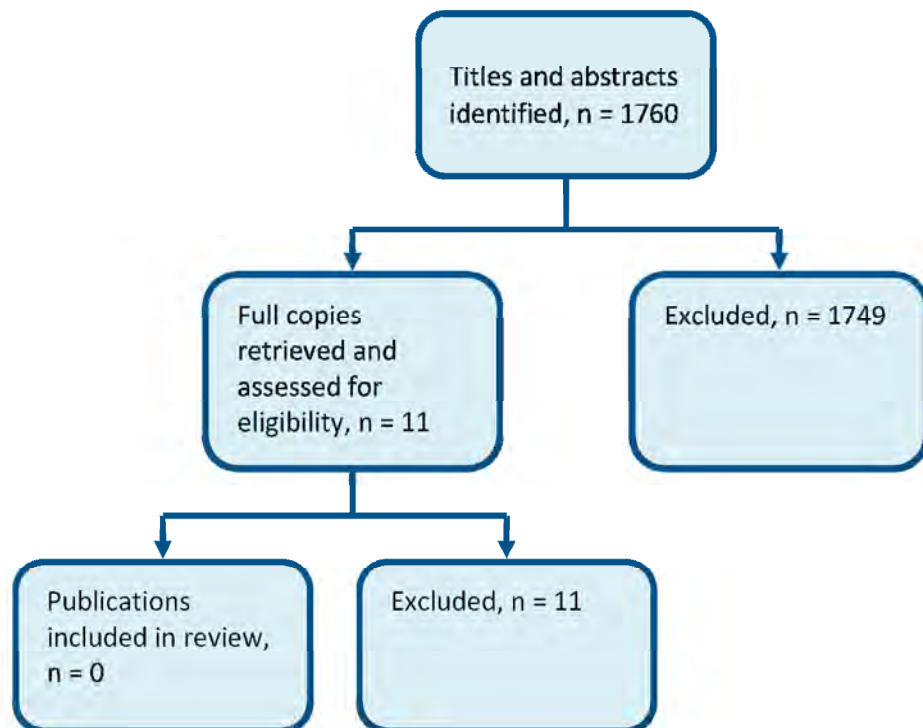 Titles and abstracts
identified, n = 1760
Full copies
retrieved and
assessed for
eligibility, n = 11
Excluded, n = 1749
Publications
included in review,
n = 0
Excluded, n = 11